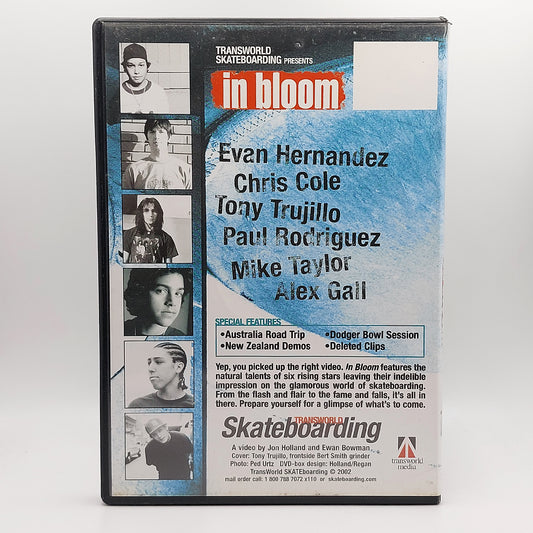 TRANSWORLD
SKATEBOARDING PRESENTS
in bloom
Evan Hernandez
Chris Cole
Tony Trujillo
Paul Rodriguez
Mike Taylor
Alex Gall
SPECIAL FEATURES
•Australia Road Trip •Dodger Bowl Session
•New Zealand Demos •Deleted Clips
Yep, you picked up the right video. In Bloom features the
natural talents of six rising stars leaving their indelible
impression on the glamorous world of skateboarding.
From the flash and flair to the fame and falls, it's all in
there. Prepare yourself for a glimpse of what's to come.
TRANSWORLD
Skateboarding
A video by Jon Holland and Ewan Bowman.
Cover: Tony Trujillo, frontside Bert Smith grinder
Photo: Ped Urtz DVD-box design: Holland/Regan
TransWorld SKATEboarding © 2002
mail order call: 1 800 788 7072 x110 or skateboarding.com
transworld
media